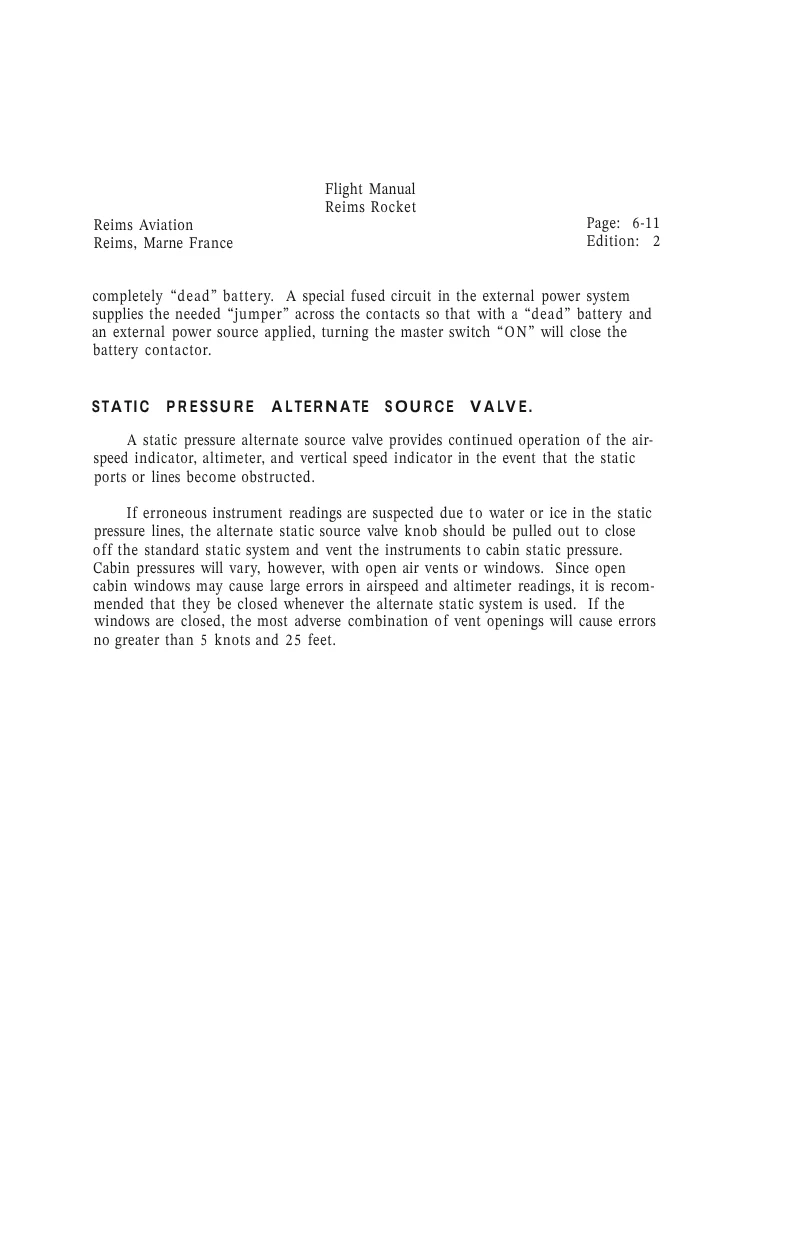 Flight Manual
Reims Rocket
Reims Aviation
Reims, Marne France
Page: 6-11
Edition: 2
completely “dead” battery. A special fused circuit in the external power system
supplies the needed “jumper” across the contacts so that with a “dead” battery and
an external power source applied, turning the master switch “ON” will close the
battery contactor.
STATIC PRESSURE ALTERNATE SOURCE VALVE.
A static pressure alternate source valve provides continued operation of the air-
speed indicator, altimeter, and vertical speed indicator in the event that the static
ports or lines become obstructed.
If erroneous instrument readings are suspected due to water or ice in the static
pressure lines, the alternate static source valve knob should be pulled out to close
off the standard static system and vent the instruments to cabin static pressure.
Cabin pressures will vary, however, with open air vents or windows. Since open
cabin windows may cause large errors in airspeed and altimeter readings, it is recom-
mended that they be closed whenever the alternate static system is used. If the
windows are closed, the most adverse combination of vent openings will cause errors
no greater than 5 knots and 25 feet.